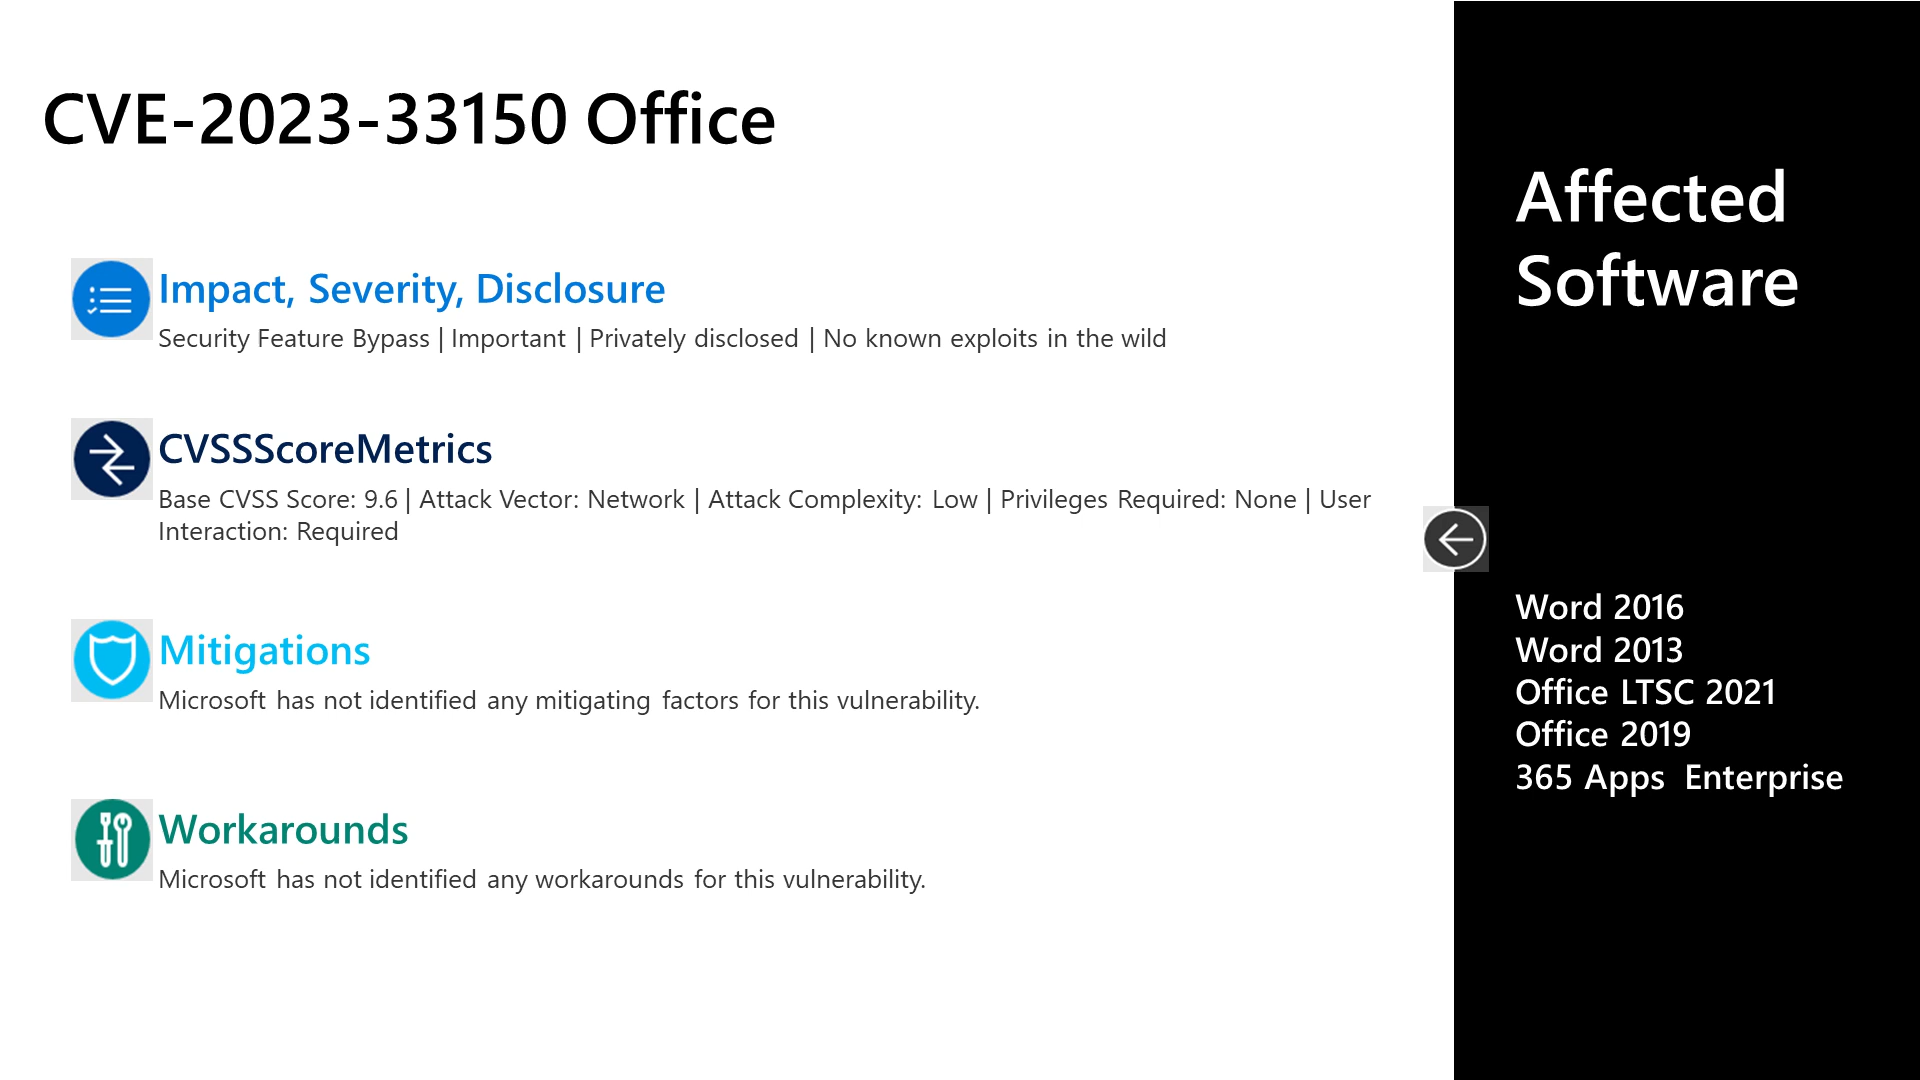 CVE-2023-33150 Office
Impact, Severity, Disclosure
Security Feature Bypass | Important | Privately disclosed | No known exploits in the wild
CVSSScoreMetrics
Base CVSS Score: 9.6 | Attack Vector: Network | Attack Complexity: Low | Privileges Required: None | User
Interaction: Required
Mitigations
Microsoft has not identified any mitigating factors for this vulnerability.
Workarounds
Microsoft has not identified any workarounds for this vulnerability.
Affected
Software
Word 2016
Word 2013
Office LTSC 2021
Office 2019
365 Apps Enterprise